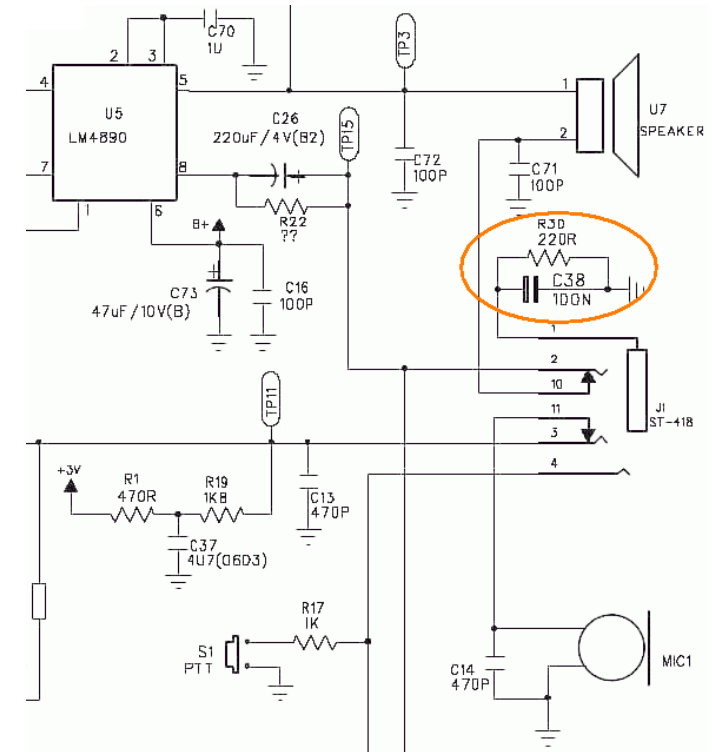 C70
1U
2 3
4
5
U5
LM4890
7
8
1
6
C26
220uF/4V(B2)
TP15
R22
??
TP3
C72
100P
1
2
U7
SPEAKER
C71
100P
B+
C73
47uF/10V(B)
C16
100P
R30
220R
C38
100N
1
2
10
11
3
4
J1
ST-418
TP11
+3V
R1
470R
R19
1K8
C37
4U7(06D3)
C13
470P
R17
1K
S1
PTT
C14
470P
MIC1